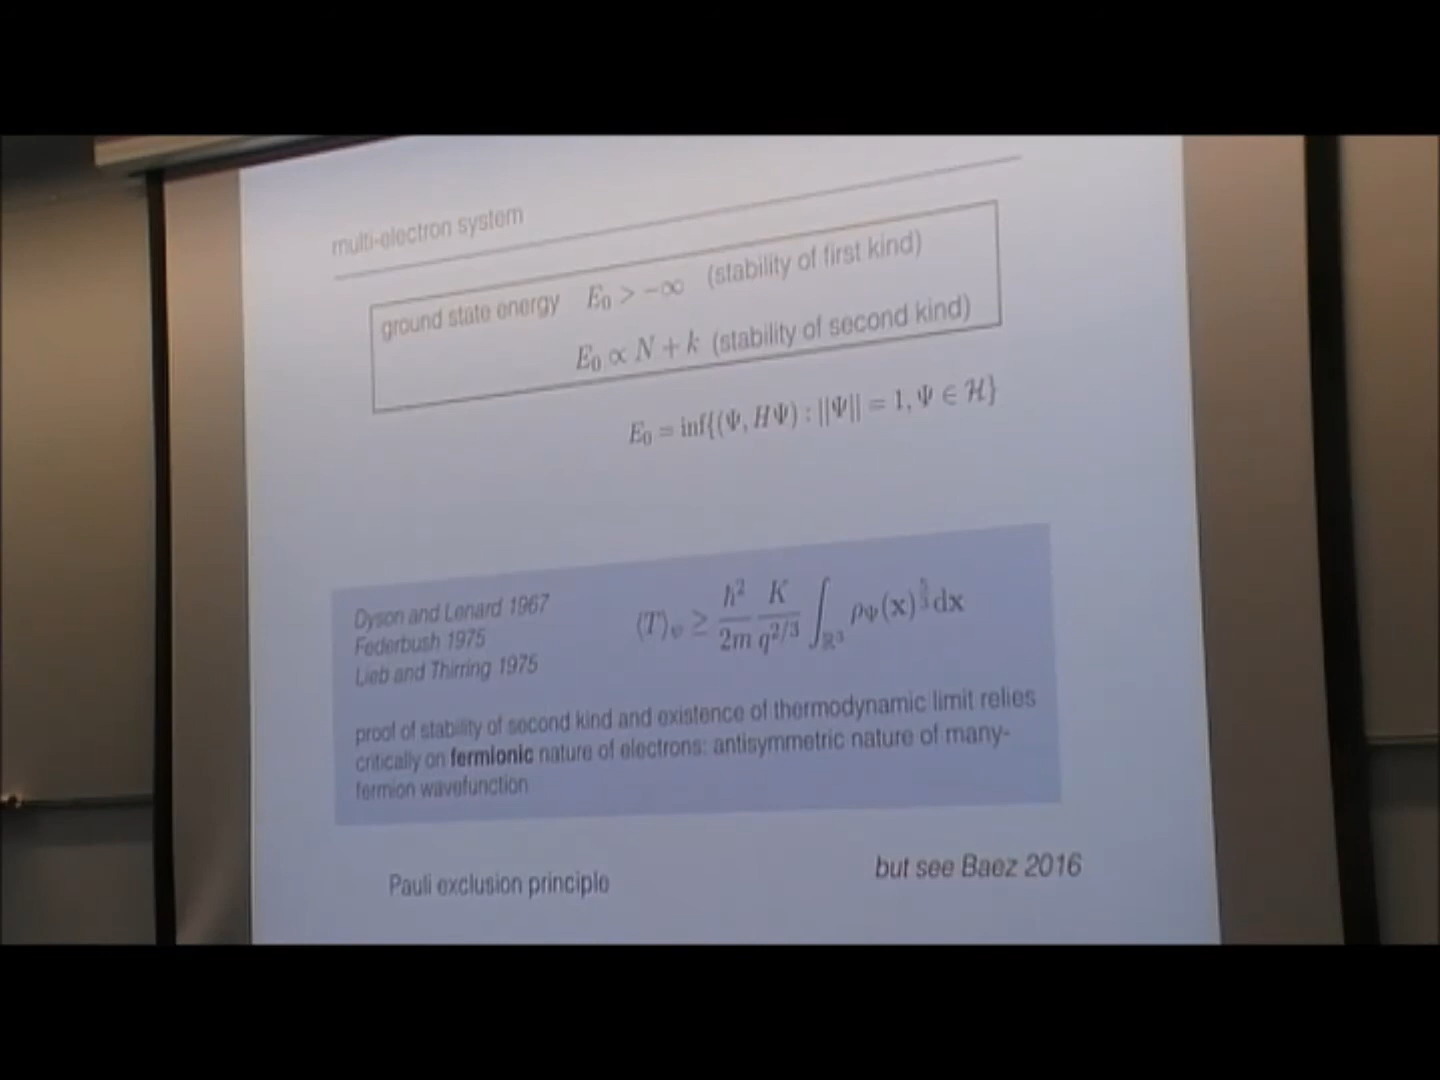 multi-electron system
ground state energy E₀ > −∞ (stability of first kind)
E₀ ∝ N + k (stability of second kind)
E₀ = inf{(Ψ, HΨ) : ||Ψ|| = 1, Ψ ∈ ℋ}
Dyson and Lenard 1967
Federbush 1975
Lieb and Thirring 1975
⟨T⟩_ψ ≥ ħ²/2m K/q^{2/3} ∫_{ℝ³} ρ_Ψ(x)^{5/3} dx
proof of stability of second kind and existence of thermodynamic limit relies
critically on fermionic nature of electrons: antisymmetric nature of many-
fermion wavefunction
Pauli exclusion principle
but see Baez 2016